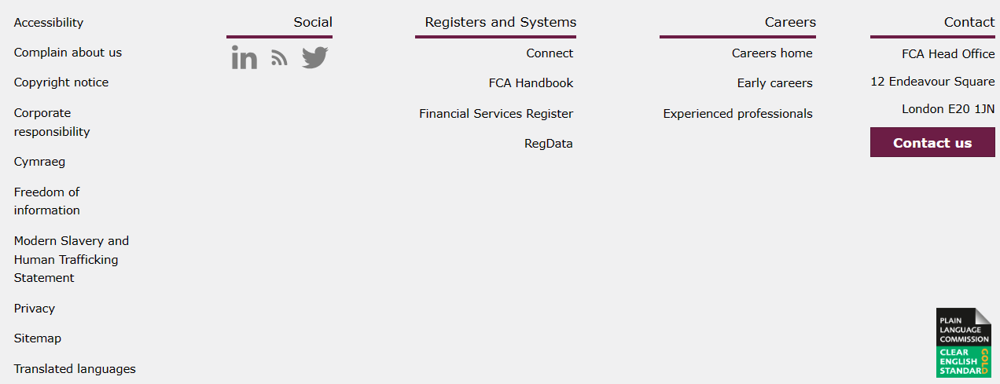 Accessibility
Complain about us
Copyright notice
Corporate
responsibility
Cymraeg
Freedom of
information
Modern Slavery and
Human Trafficking
Statement
Privacy
Sitemap
Translated languages
Social
in
Registers and Systems
Connect
FCA Handbook
Financial Services Register
RegData
Careers
Careers home
Early careers
Experienced professionals
Contact
FCA Head Office
12 Endeavour Square
London E20 1JN
Contact us
PLAIN
LANGUAGE
COMMISSION
CLEAR
ENGLISH
STANDARD
GOLD